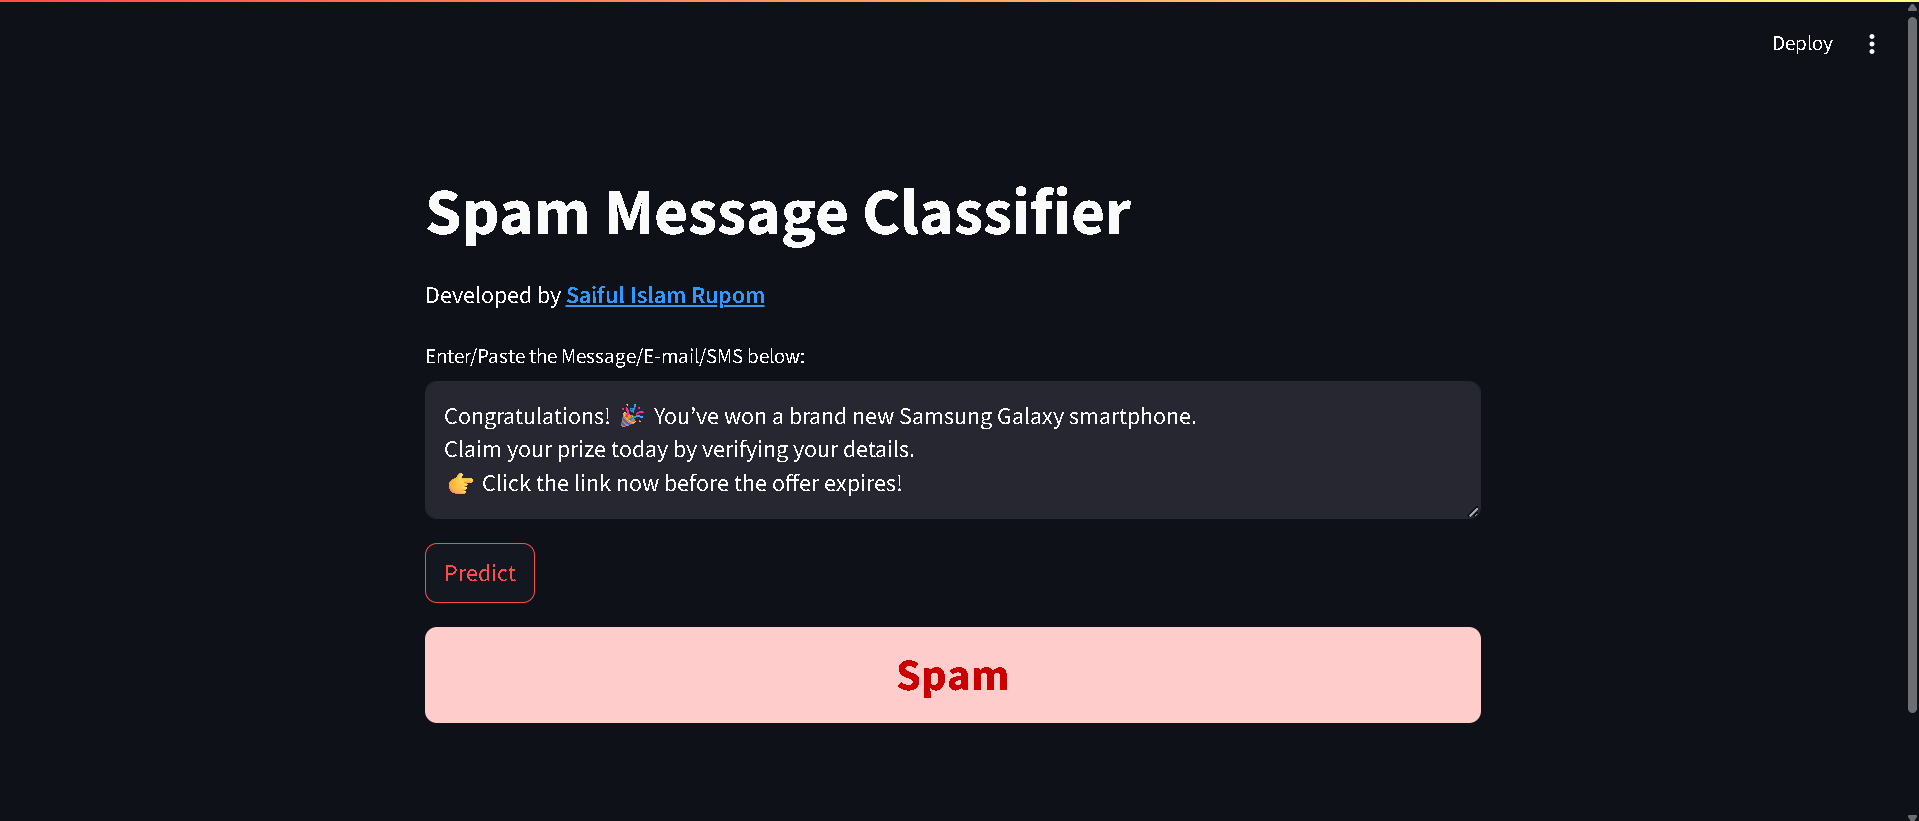 Deploy
Spam Message Classifier
Developed by Saiful Islam Rupom
Enter/Paste the Message/E-mail/SMS below:
Congratulations! 🎉 You’ve won a brand new Samsung Galaxy smartphone.
Claim your prize today by verifying your details.
👉 Click the link now before the offer expires!
Predict
Spam